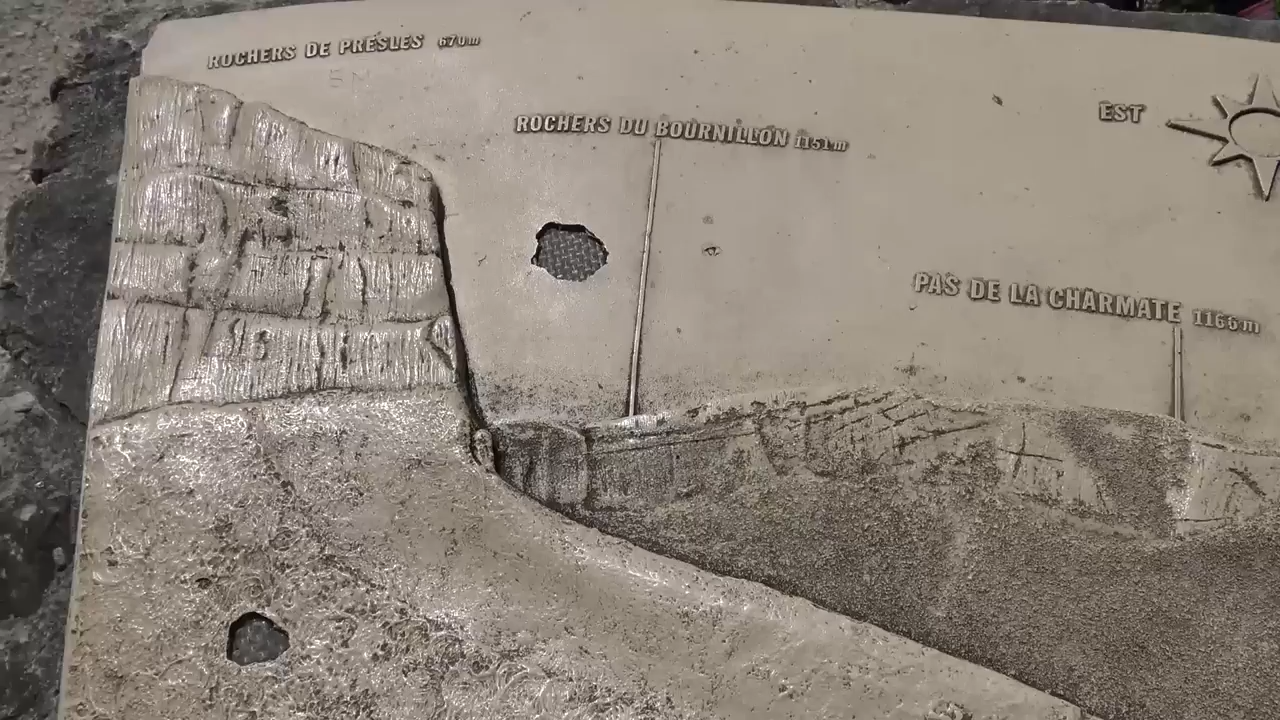 ROCHERS DE PRESLES 670m
ROCHERS DU BOURNILLON 1151m
EST
PAS DE LA CHARMATE 1166m